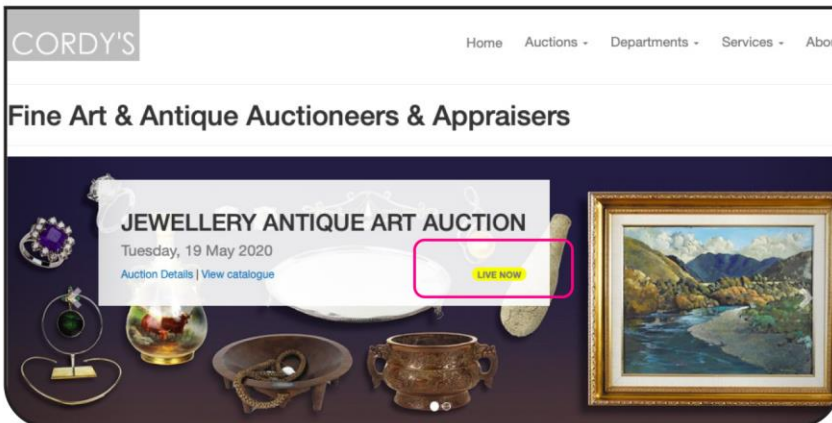 CORDY'S
Home Auctions Departments Services
Fine Art & Antique Auctioneers & Appraisers
JEWELLERY ANTIQUE ART AUCTION
Tuesday, 19 May 2020
Auction Details | View catalogue
LIVE NOW